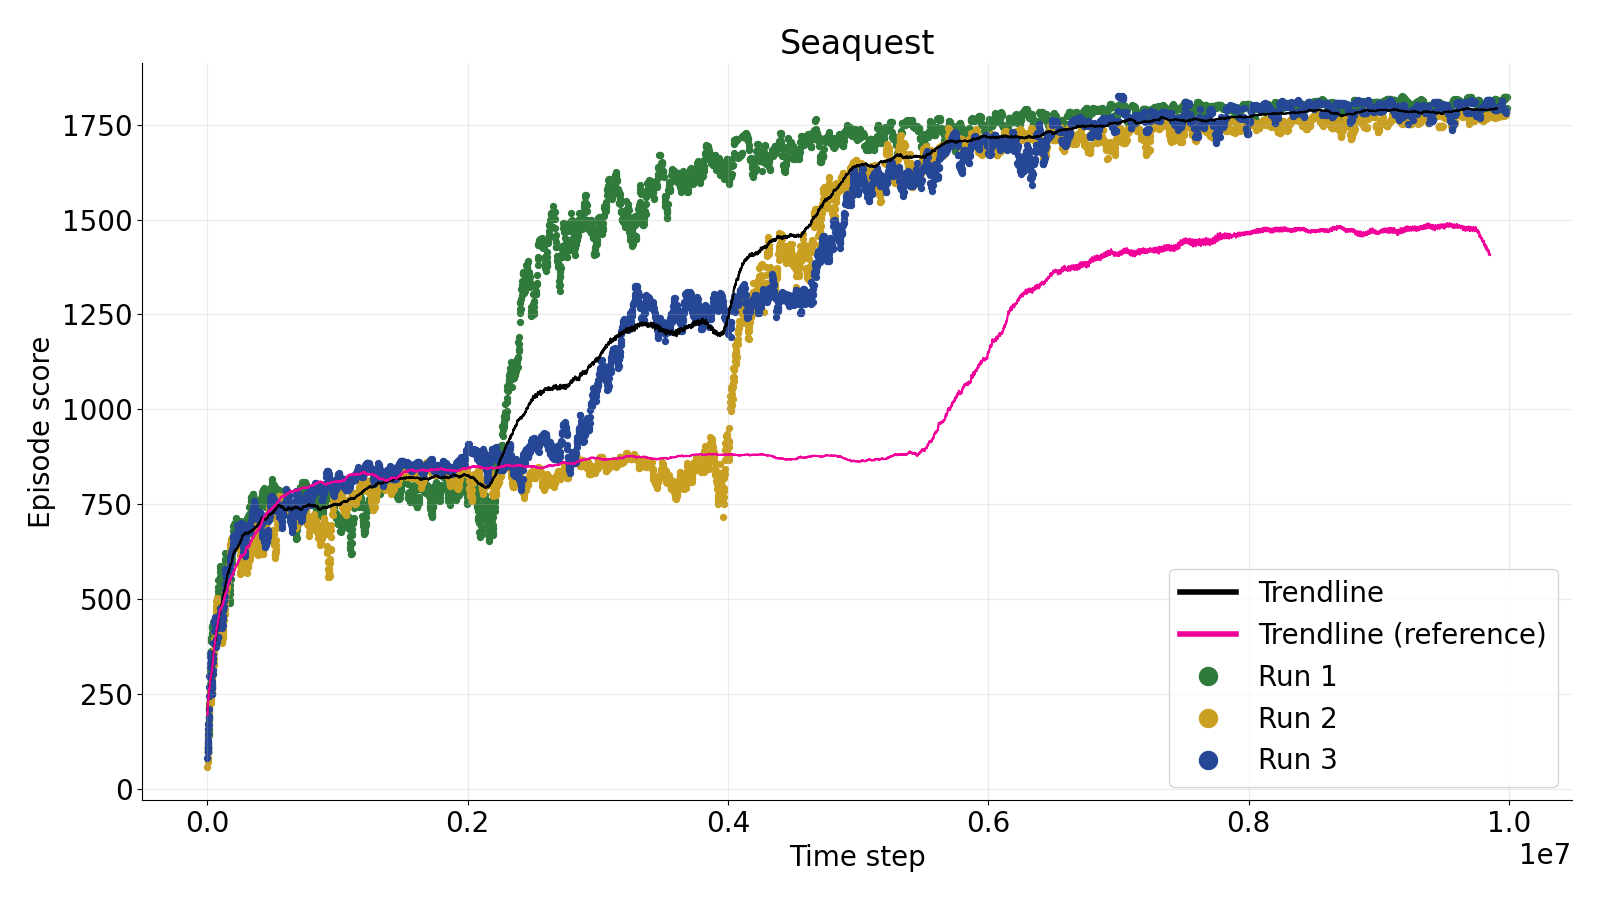 Seaquest
Episode score
1750
1500
1250
1000
750
500
250
0
0.0 0.2 0.4 0.6 0.8 1.0
1e7
Time step
Trendline
Trendline (reference)
Run 1
Run 2
Run 3